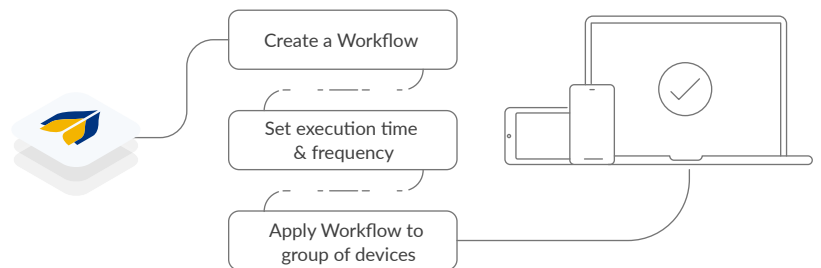 Create a Workflow
Set execution time
& frequency
Apply Workflow to
group of devices